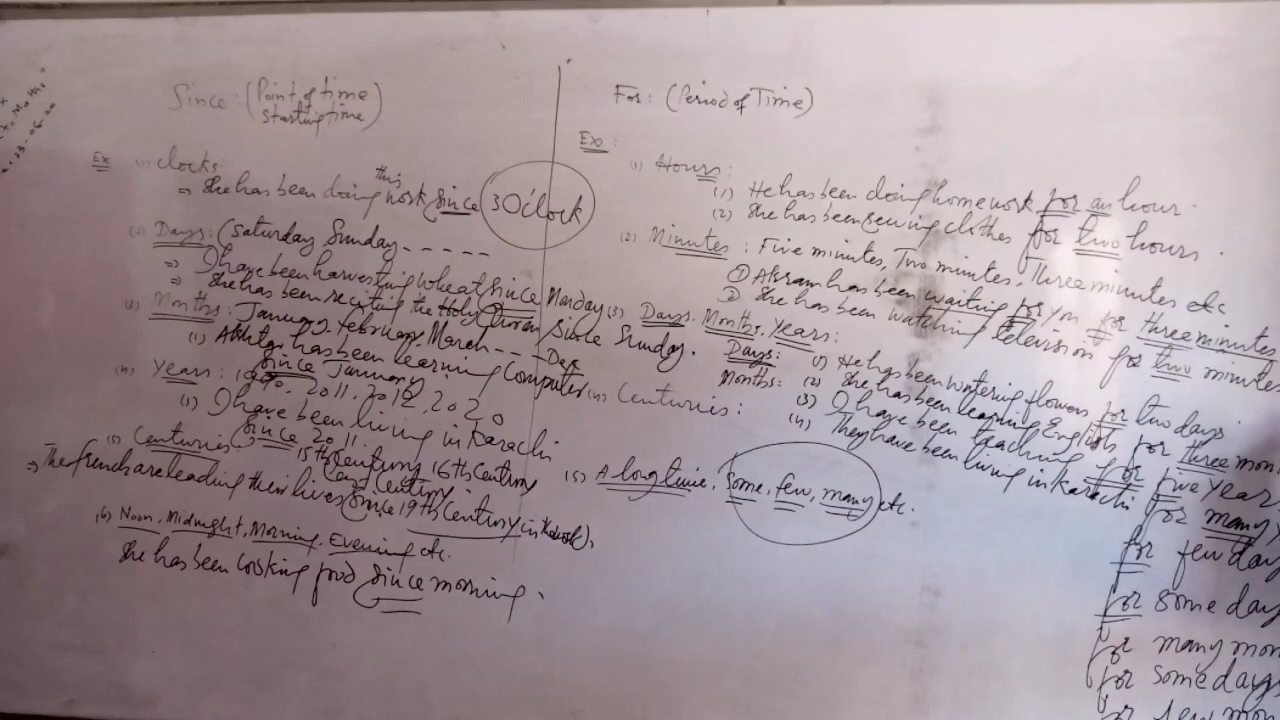 Since: (Point of time
starting time)
Ex (1) clocks:
⇒ She has been doing this work since 3 O'clock
(2) Days: (Saturday Sunday - - - - -
⇒ I have been harvesting wheat since Monday
⇒ She has been reciting the Holy Quran since Sunday.
Months: January, February, March - - - Dec
(1) has been learning Computer
since January
(4) Years: 2011, 2012, 2020
(1) I have been living in Karachi
since 2011.
(5) Centuries: 15th Century 16th Century
Century
⇒ The french are leading their lives since 19th Century in
(6) Noon, Midnight, Morning, Evening etc.
She has been cooking food since morning.
For: (Period of Time)
Ex:
(1) Hours:
(1) He has been doing home work for an hour.
(2) She has been sewing clothes for two hours.
(2) Minutes: Five minutes, Two minutes, Three minutes etc
① Akram has been waiting for you for three minutes
② She has been watching television for two minutes
(3) Days, Months, Years:
Days: (1) He has been watering flowers for two days
Months: (2) She has been learning English for three mon
(3) I have been teaching for five year
(4) They have been living in Karachi for many
(4) Centuries:
(5) A long time, Some, few, many etc.
for few day
for some day
for many mon
for some days
for few mon